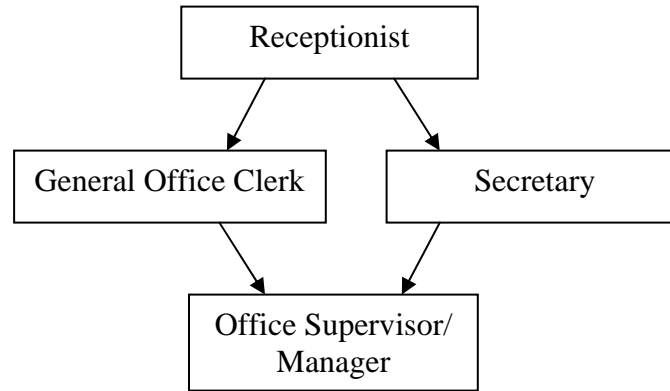 Receptionist
General Office Clerk
Secretary
Office Supervisor/
Manager